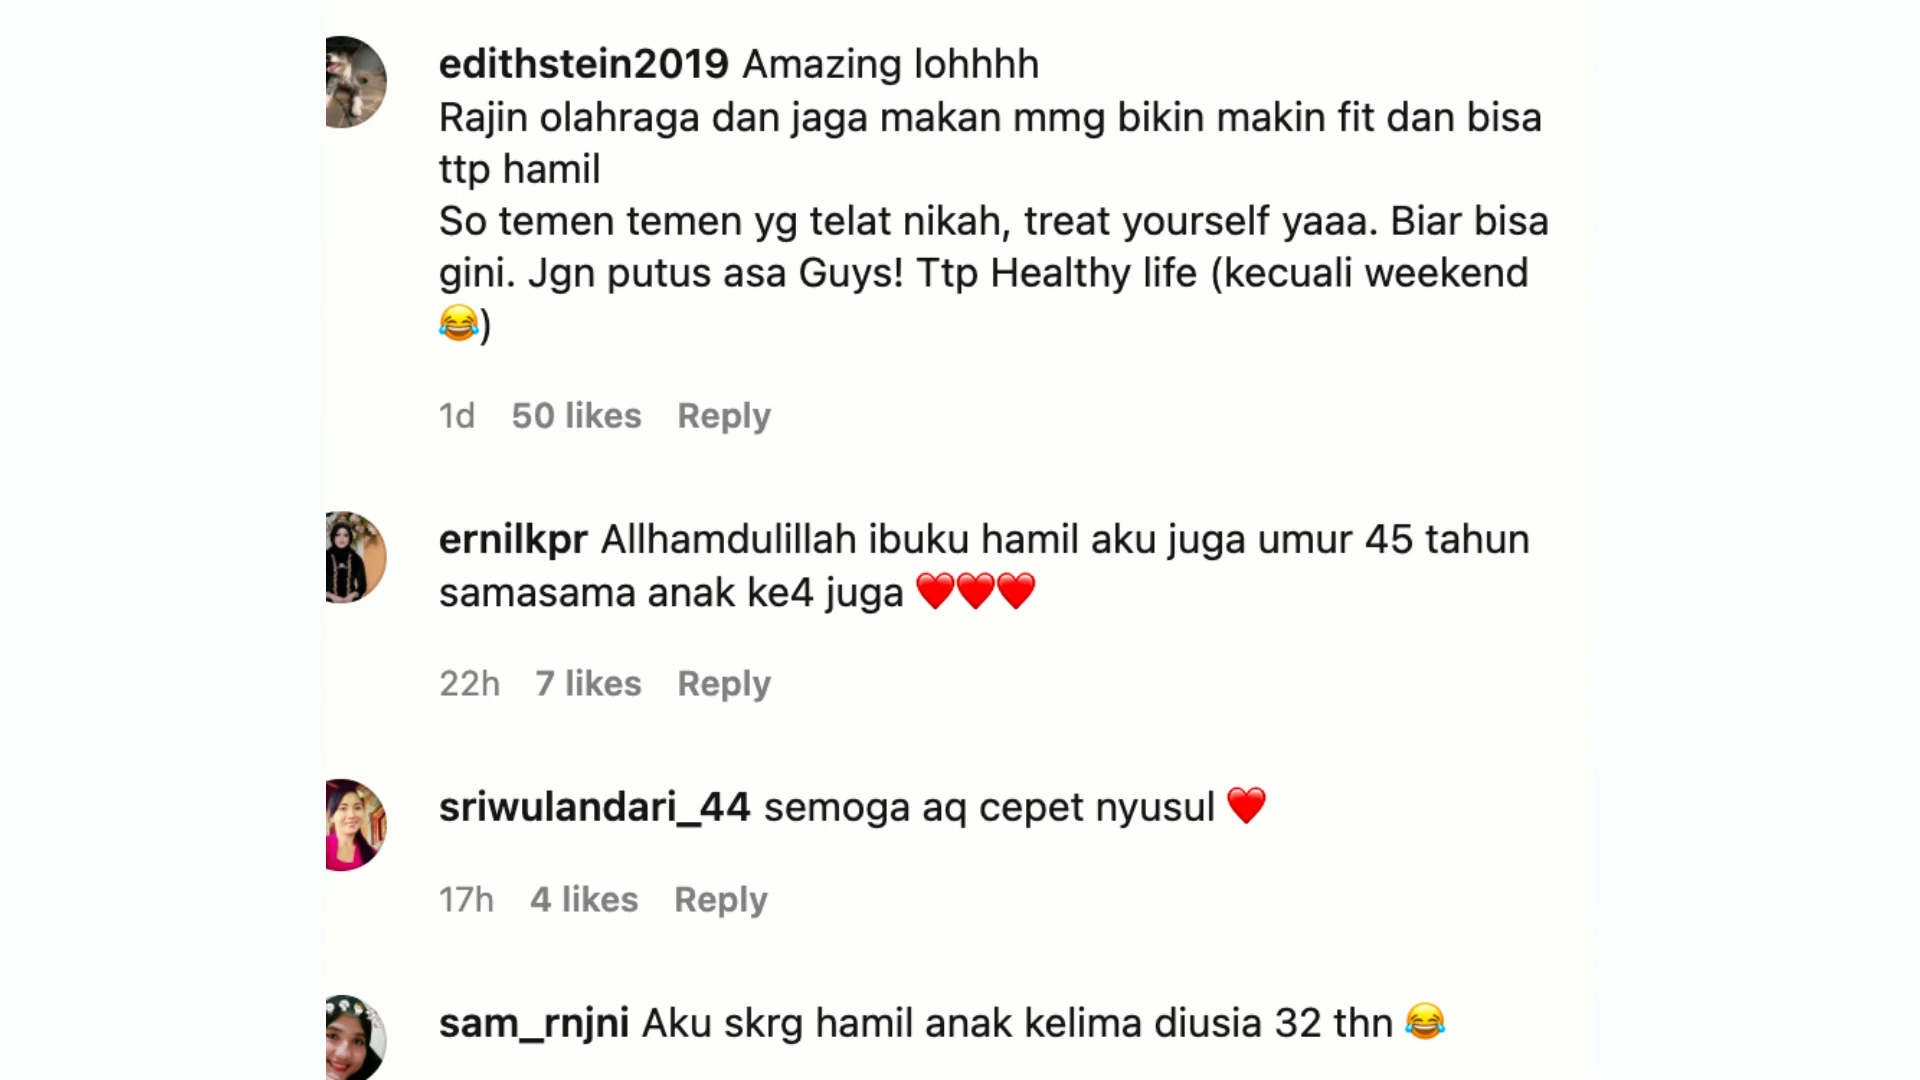 edithstein2019 Amazing lohhhh
Rajin olahraga dan jaga makan mmg bikin makin fit dan bisa
ttp hamil
So temen temen yg telat nikah, treat yourself yaaa. Biar bisa
gini. Jgn putus asa Guys! Ttp Healthy life (kecuali weekend
😂)
1d 50 likes Reply
ernilkpr Allhamdulillah ibuku hamil aku juga umur 45 tahun
samasama anak ke4 juga ❤️❤️❤️
22h 7 likes Reply
sriwulandari_44 semoga aq cepet nyusul ❤️
17h 4 likes Reply
sam_rnjni Aku skrg hamil anak kelima diusia 32 thn 😂